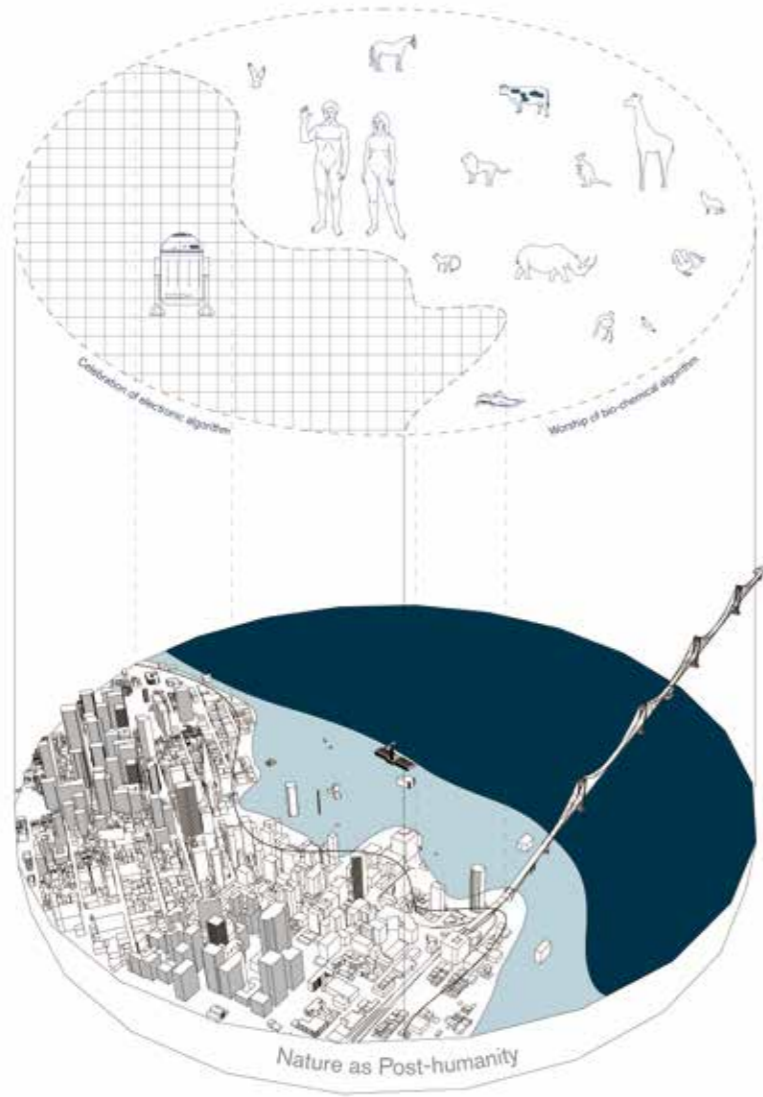 Celebration of electronic algorithm
Worship of bio-chemical algorithm
Nature as Post-humanity